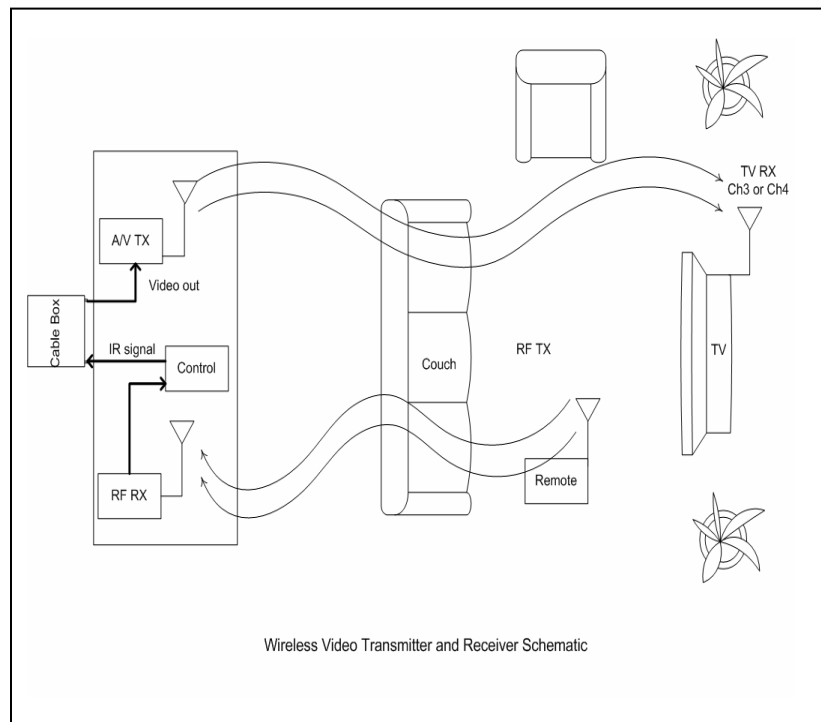 TV RX
Ch3 or Ch4
A/V TX
Video out
Cable Box
IR signal
Control
Couch
RF TX
TV
RF RX
Remote
Wireless Video Transmitter and Receiver Schematic